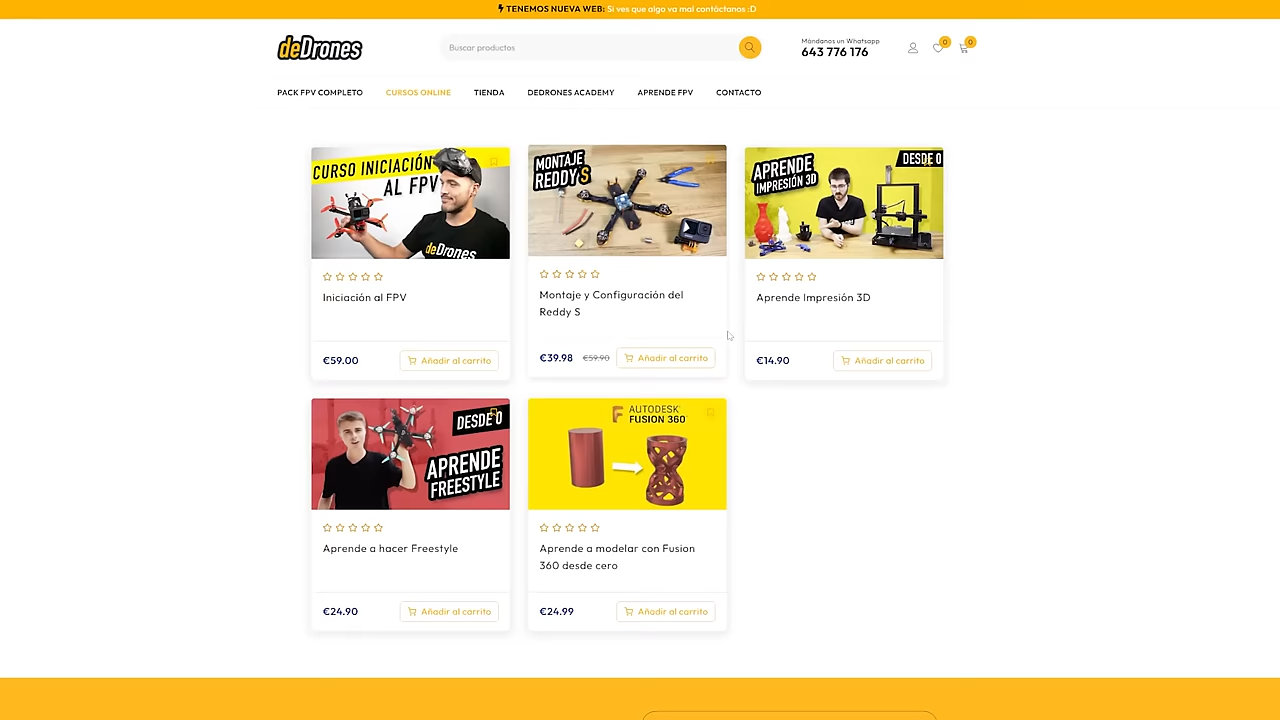 TENEMOS NUEVA WEB: Si ves que algo va mal contáctanos :D
deDrones
Buscar productos
Mándanos un Whatsapp
643 776 176
0
0
PACK FPV COMPLETO
CURSOS ONLINE
TIENDA
DEDRONES ACADEMY
APRENDE FPV
CONTACTO
CURSO INICIACIÓN
AL FPV
deDrones
Iniciación al FPV
€59.00
Añadir al carrito
MONTAJE
REDDY S
Montaje y Configuración del
Reddy S
€39.98 €59.90
Añadir al carrito
APRENDE
IMPRESIÓN 3D
DESDE 0
Aprende Impresión 3D
€14.90
Añadir al carrito
DESDE 0
APRENDE
FREESTYLE
Aprende a hacer Freestyle
€24.90
Añadir al carrito
AUTODESK
FUSION 360
Aprende a modelar con Fusion
360 desde cero
€24.99
Añadir al carrito